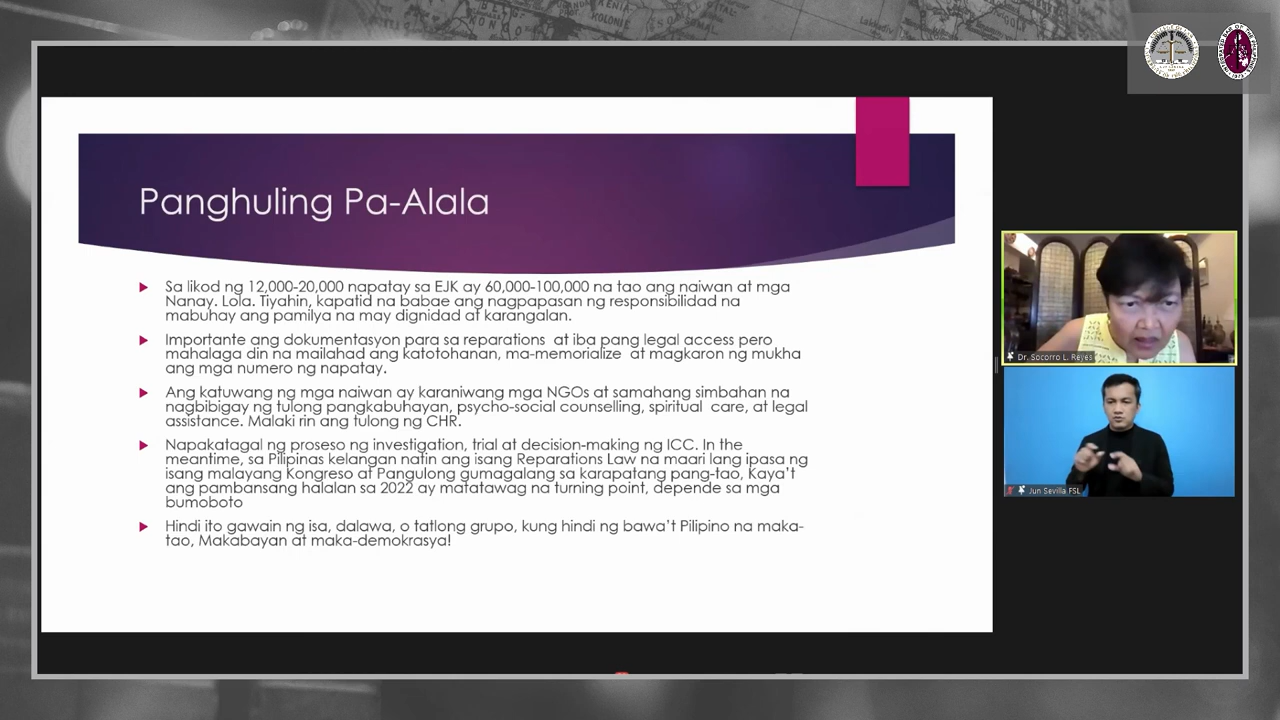 Panghuling Pa-Alala
Sa likod ng 12,000-20,000 napatay sa EJK ay 60,000-100,000 na tao ang naiwan at mga
Nanay. Lola. Tiyahin, kapatid na babae ang nagpapasan ng responsibilidad na
mabuhay ang pamilya na may dignidad at karangalan.
Importante ang dokumentasyon para sa reparations at iba pang legal access pero
mahalaga din na mailahad ang katotohanan, ma-memorialize at magkaron ng mukha
ang mga numero ng napatay.
Ang katuwang ng mga naiwan ay karaniwang mga NGOs at samahang simbahan na
nagbibigay ng tulong pangkabuhayan, psycho-social counselling, spiritual care, at legal
assistance. Malaki rin ang tulong ng CHR.
Napakatagal ng proseso ng investigation, trial at decision-making ng ICC. In the
meantime, sa Pilipinas kelangan natin ang isang Reparations Law na maari lang ipasa ng
isang malayang Kongreso at Pangulong gumagalang sa karapatang pang-tao, Kaya't
ang pambansang halalan sa 2022 ay matatawag na turning point, depende sa mga
bumoboto
Hindi ito gawain ng isa, dalawa, o tatlong grupo, kung hindi ng bawa't Pilipino na maka-
tao, Makabayan at maka-demokrasya!
Dr. Socorro L. Reyes
Jun Sevilla FSL